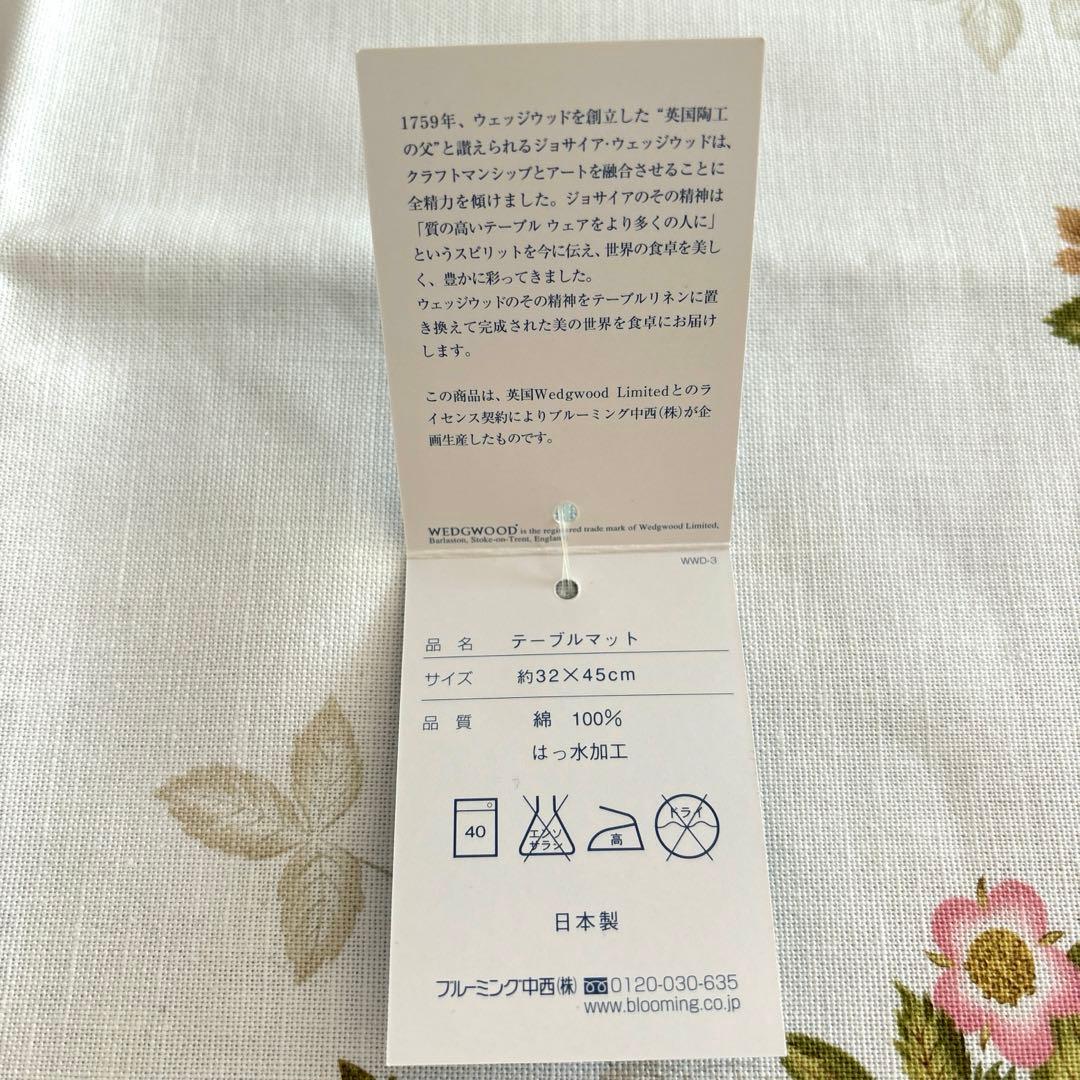 1759年、ウェッジウッドを創立した“英国陶工
の父”と讃えられるジョサイア・ウェッジウッドは、
クラフトマンシップとアートを融合させることに
全精力を傾けました。ジョサイアのその精神は
「質の高いテーブル ウェアをより多くの人に」
というスピリットを今に伝え、世界の食卓を美し
く、豊かに彩ってきました。
ウェッジウッドのその精神をテーブルリネンに置
き換えて完成された美の世界を食卓にお届け
します。
この商品は、英国Wedgwood Limitedとのラ
イセンス契約によりブルーミング中西(株)が企
画生産したものです。
WEDGWOOD® is the registered trade mark of Wedgwood Limited,
Barlaston, Stoke-on-Trent, England
WWD-3
品 名 テーブルマット
サイズ 約32×45cm
品 質 綿 100%
はっ水加工
40 エンソ サラシ 高 ドライ
日本製
ブルーミング中西(株) 0120-030-635
www.blooming.co.jp